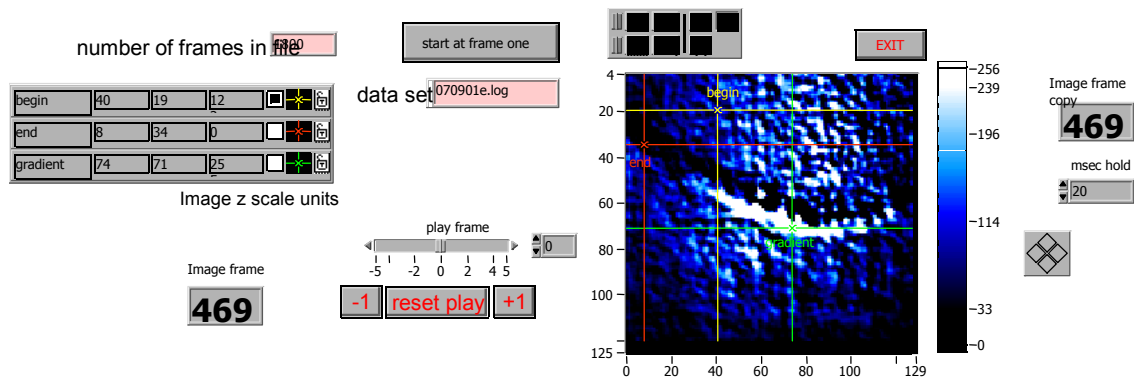 number of frames in file
start at frame one
EXIT
data set
070901e.log
begin 40 19 12
end 8 34 0
gradient 74 71 25
Image z scale units
play frame
0
-5 -2 0 2 4 5
Image frame
469
-1 reset play +1
begin
end
gradient
4
20
40
60
80
100
125
0 20 40 60 80 100 129
256
239
196
114
33
0
Image frame
copy
469
msec hold
20